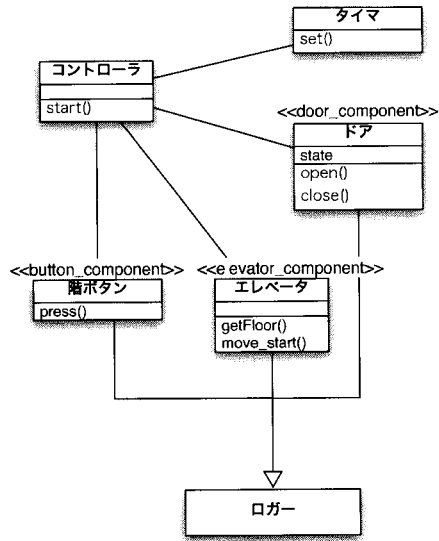 タイマ
set()
コントローラ
start()
<<door_component>>
ドア
state
open()
close()
<<button_component>>
階ボタン
press()
<<e evator_component>>
エレベータ
getFloor()
move_start()
ロガー